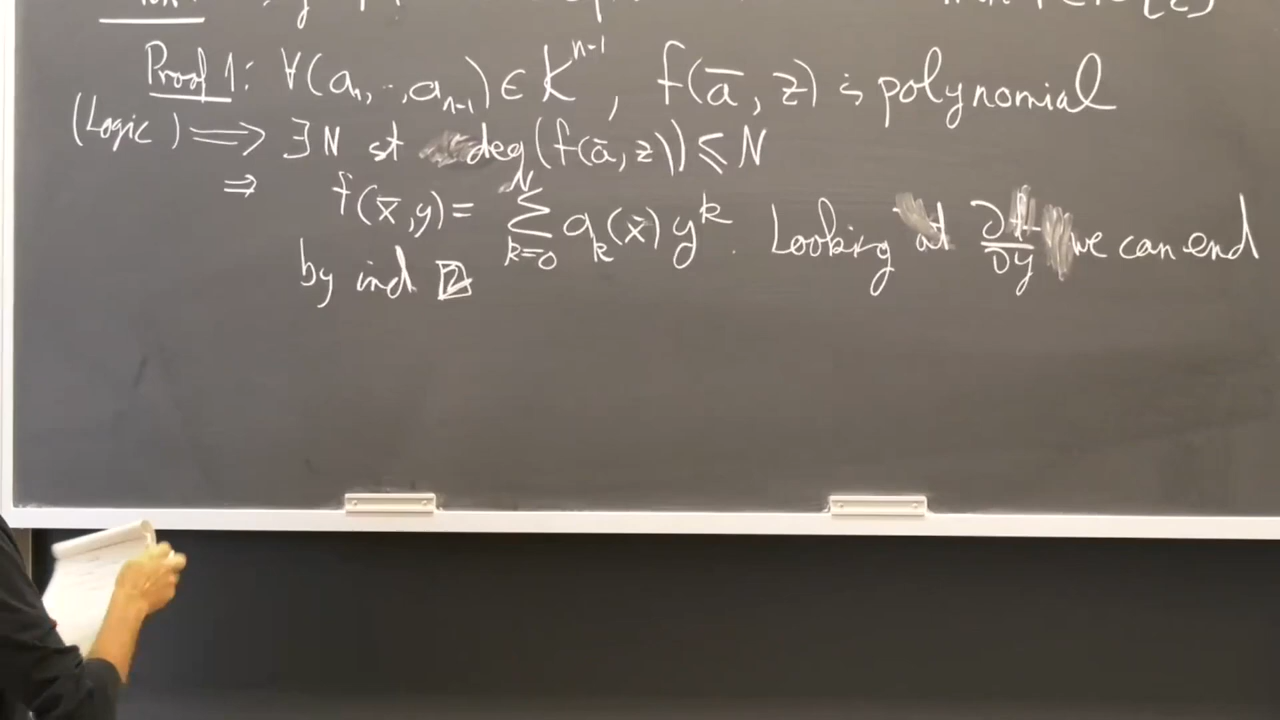 Proof 1: ∀(a₁,..,aₙ₋₁) ∈ Kⁿ⁻¹, f(ā, z) is polynomial
(Logic) ⟹ ∃N st deg(f(ā,z)) ≤ N
⇒ f(x̄,y) = ∑_{k=0}^{N} a_k(x̄) y^k. Looking at ∂f/∂y we can end
by ind ☑